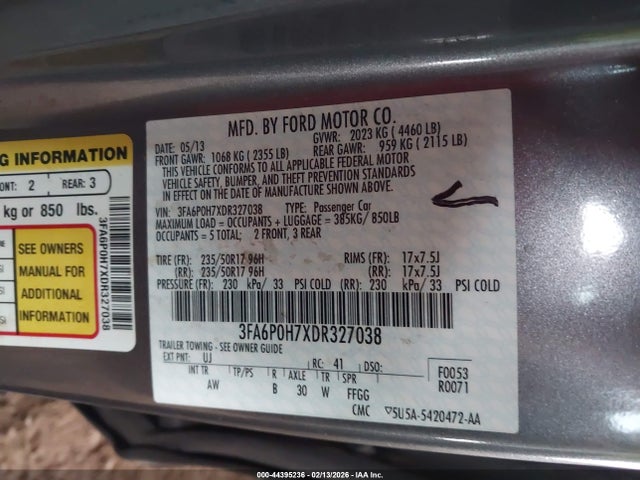 G INFORMATION
ONT: 2 REAR: 3
kg or 850 lbs.
SEE OWNERS
MANUAL FOR
ADDITIONAL
INFORMATION
3FA6P0H7XDR327038
MFD. BY FORD MOTOR CO.
DATE: 05/13 GVWR: 2023 KG ( 4460 LB)
FRONT GAWR: 1068 KG ( 2355 LB) REAR GAWR: 959 KG ( 2115 LB)
THIS VEHICLE CONFORMS TO ALL APPLICABLE FEDERAL MOTOR
VEHICLE SAFETY, BUMPER, AND THEFT PREVENTION STANDARDS
IN EFFECT ON THE DATE OF MANUFACTURE SHOWN ABOVE.
VIN: 3FA6P0H7XDR327038 TYPE: Passenger Car
MAXIMUM LOAD = OCCUPANTS + LUGGAGE = 385KG/850LB
OCCUPANTS = 5 TOTAL; 2 FRONT, 3 REAR
TIRE (FR): 235/50R17 96H RIMS (FR): 17x7.5J
(RR): 235/50R17 96H (RR): 17x7.5J
PRESSURE (FR): 230 kPa/ 33 PSI COLD (RR): 230 kPa/ 33 PSI COLD
3FA6P0H7XDR327038
TRAILER TOWING - SEE OWNER GUIDE
EXT PNT: UJ RC: 41 DSO: F0053
INT TR TP/PS R AXLE TR SPR R0071
AW B 30 W FFGG
CMC 5U5A-5420472-AA
000-44395236 - 02/13/2026 - IAA Inc.